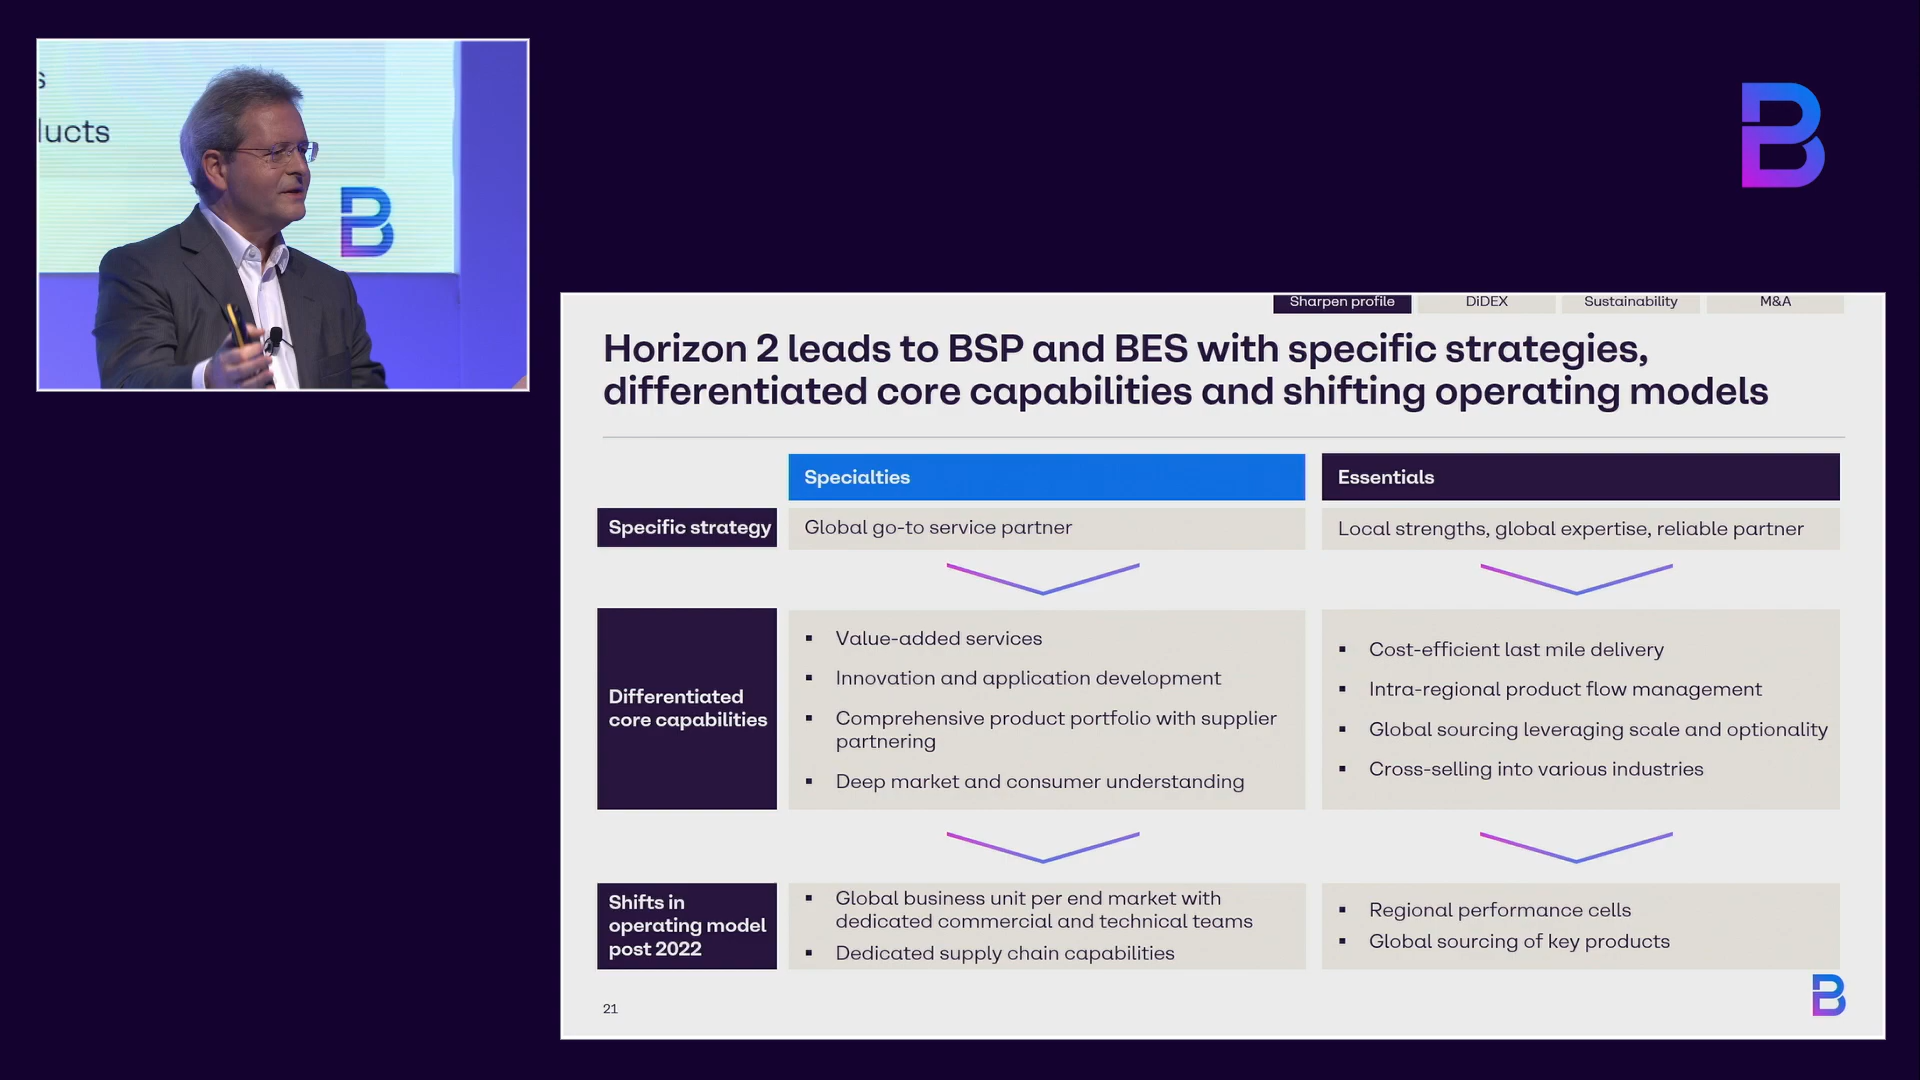 s
lucts
Sharpen profile
DiDEX
Sustainability
M&A
Horizon 2 leads to BSP and BES with specific strategies,
differentiated core capabilities and shifting operating models
Specialties
Essentials
Specific strategy
Global go-to service partner
Local strengths, global expertise, reliable partner
Differentiated
core capabilities
▪ Value-added services
▪ Innovation and application development
▪ Comprehensive product portfolio with supplier
partnering
▪ Deep market and consumer understanding
▪ Cost-efficient last mile delivery
▪ Intra-regional product flow management
▪ Global sourcing leveraging scale and optionality
▪ Cross-selling into various industries
Shifts in
operating model
post 2022
▪ Global business unit per end market with
dedicated commercial and technical teams
▪ Dedicated supply chain capabilities
▪ Regional performance cells
▪ Global sourcing of key products
21